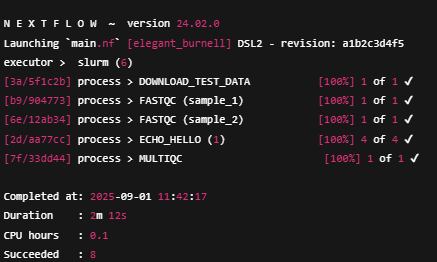 N E X T F L O W ~ version 24.02.0
Launching `main.nf` [elegant_burnell] DSL2 - revision: a1b2c3d4f5
executor > slurm (6)
[3a/5f1c2b] process > DOWNLOAD_TEST_DATA [100%] 1 of 1 ✔
[b9/904773] process > FASTQC (sample_1) [100%] 1 of 1 ✔
[6e/12ab34] process > FASTQC (sample_2) [100%] 1 of 1 ✔
[2d/aa77cc] process > ECHO_HELLO (1) [100%] 4 of 4 ✔
[7f/33dd44] process > MULTIQC [100%] 1 of 1 ✔
Completed at: 2025-09-01 11:42:17
Duration : 2m 12s
CPU hours : 0.1
Succeeded : 8